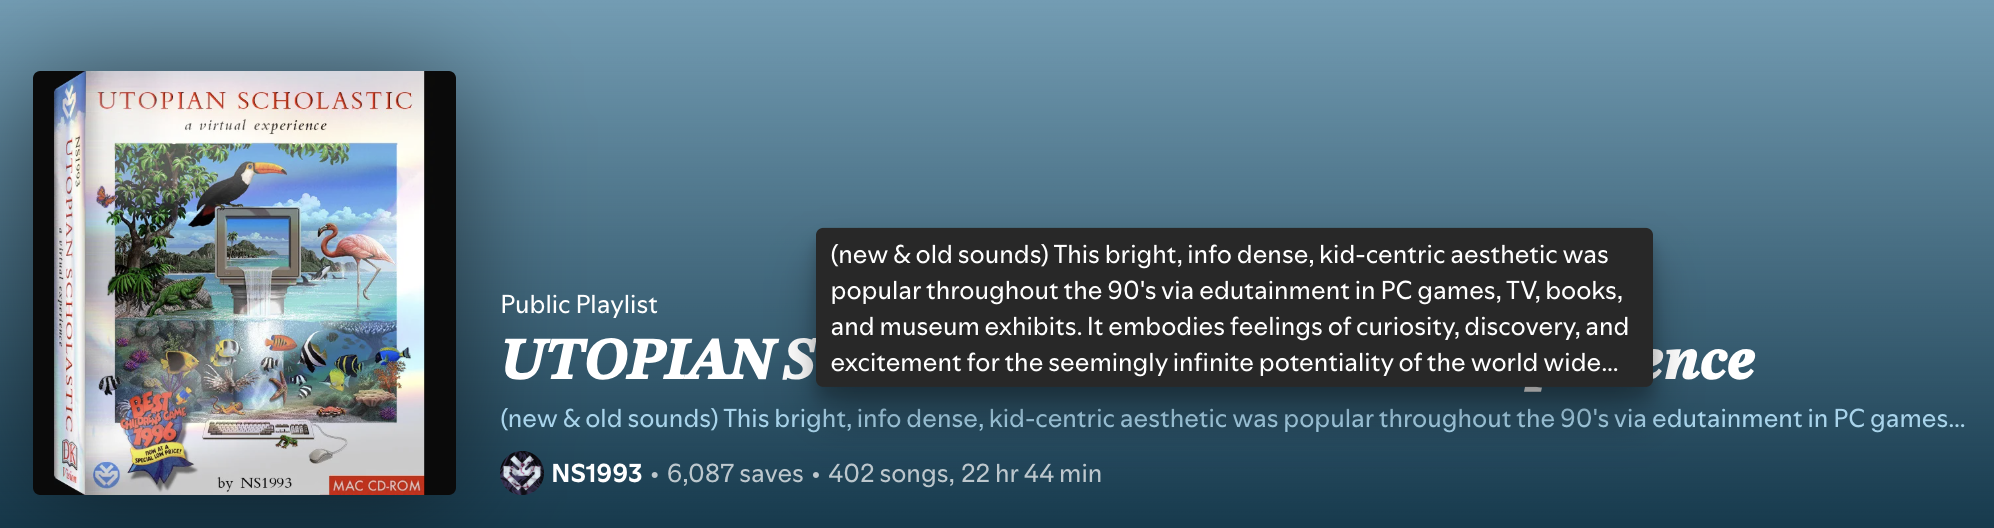 UTOPIAN SCHOLASTIC
a virtual experience
NS1993
UTOPIAN SCHOLASTIC
a virtual experience
DK
BEST
CHILDREN'S GAME
1996
NOW AT A
SPECIAL LOW PRICE!
by NS1993
MAC CD-ROM
Public Playlist
(new & old sounds) This bright, info dense, kid-centric aesthetic was
popular throughout the 90's via edutainment in PC games, TV, books,
and museum exhibits. It embodies feelings of curiosity, discovery, and
excitement for the seemingly infinite potentiality of the world wide...
UTOPIAN S
ence
(new & old sounds) This bright, info dense, kid-centric aesthetic was popular throughout the 90's via edutainment in PC games...
NS1993 • 6,087 saves • 402 songs, 22 hr 44 min